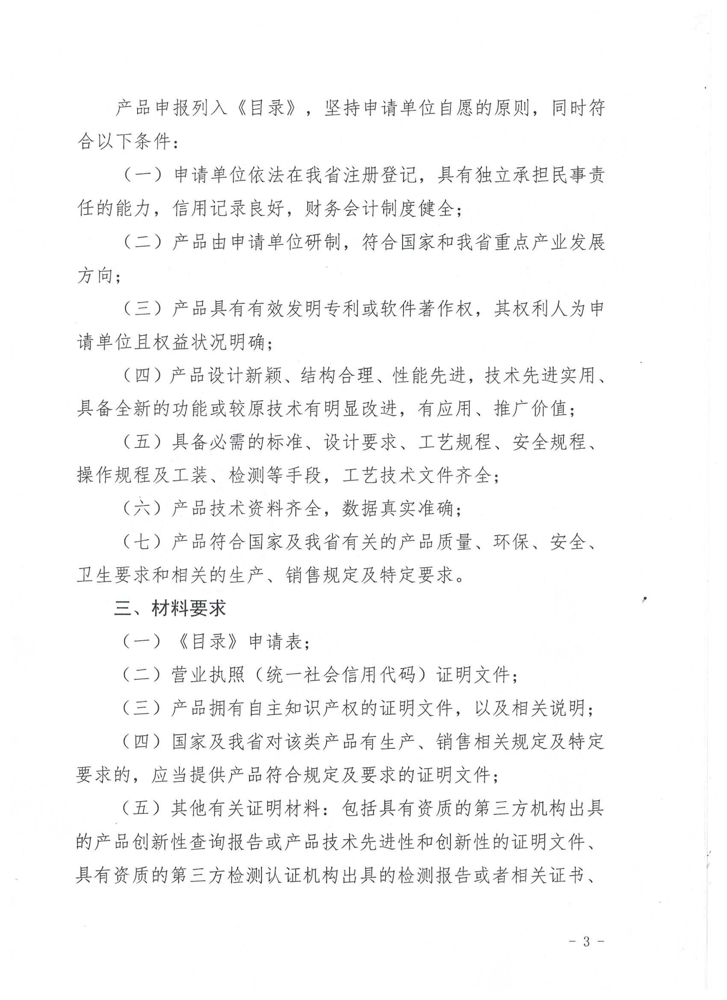 产品申报列入《目录》，坚持申请单位自愿的原则，同时符
合以下条件：
（一）申请单位依法在我省注册登记，具有独立承担民事责
任的能力，信用记录良好，财务会计制度健全；
（二）产品由申请单位研制，符合国家和我省重点产业发展
方向；
（三）产品具有有效发明专利或软件著作权，其权利人为申
请单位且权益状况明确；
（四）产品设计新颖、结构合理、性能先进，技术先进实用、
具备全新的功能或较原技术有明显改进，有应用、推广价值；
（五）具备必需的标准、设计要求、工艺规程、安全规程、
操作规程及工装、检测等手段，工艺技术文件齐全；
（六）产品技术资料齐全，数据真实准确；
（七）产品符合国家及我省有关的产品质量、环保、安全、
卫生要求和相关的生产、销售规定及特定要求。
三、材料要求
（一）《目录》申请表；
（二）营业执照（统一社会信用代码）证明文件；
（三）产品拥有自主知识产权的证明文件，以及相关说明；
（四）国家及我省对该类产品有生产、销售相关规定及特定
要求的，应当提供产品符合规定及要求的证明文件；
（五）其他有关证明材料：包括具有资质的第三方机构出具
的产品创新性查询报告或产品技术先进性和创新性的证明文件、
具有资质的第三方检测认证机构出具的检测报告或者相关证书、
- 3 -